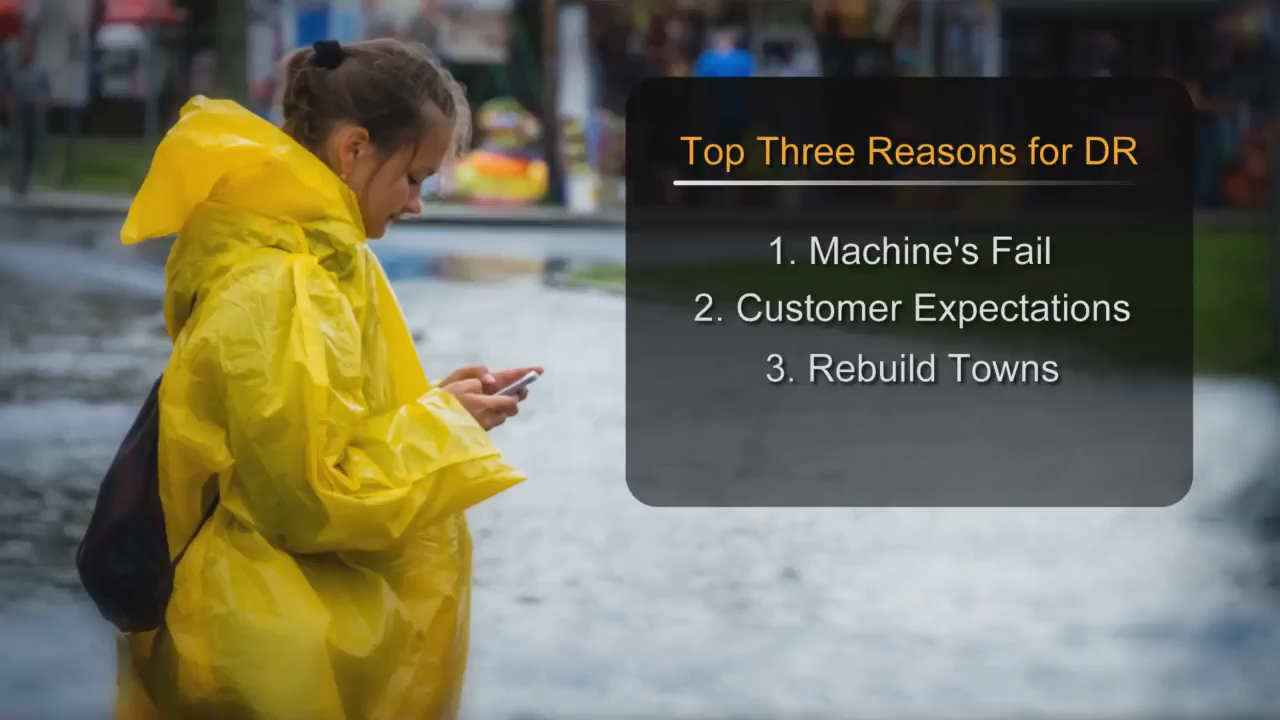 Top Three Reasons for DR
1. Machine's Fail
2. Customer Expectations
3. Rebuild Towns